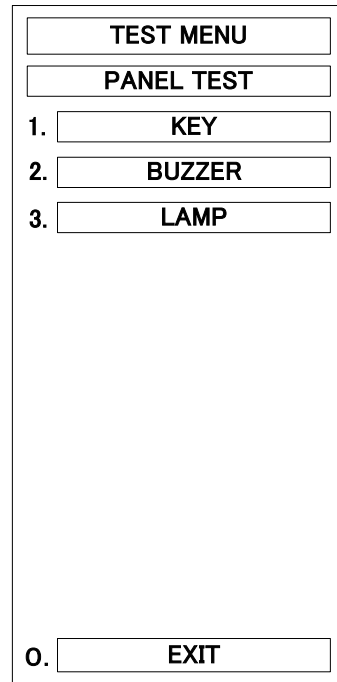 TEST MENU
PANEL TEST
1. KEY
2. BUZZER
3. LAMP
0. EXIT